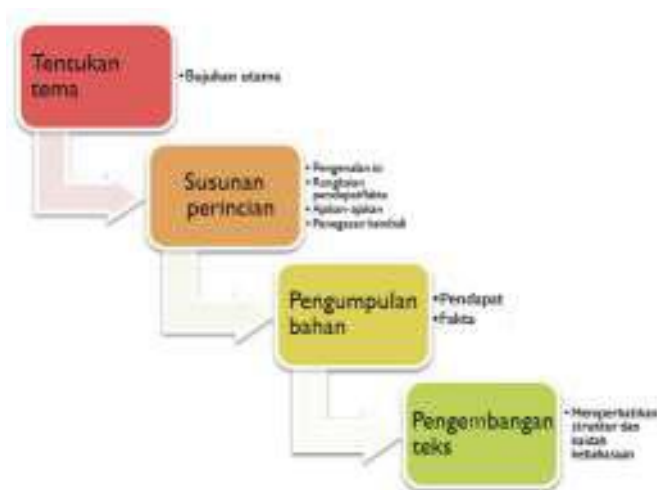 Tentukan
tema
• Bujukan utama
Susunan
perincian
• Pengenalan isi
• Rangkaian
pendapat/fakta
• Ajakan-ajakan
• Penegasan kembali
Pengumpulan
bahan
• Pendapat
• Fakta
Pengembangan
teks
• Memperhatikan
struktur dan
kaidah
kebahasaan